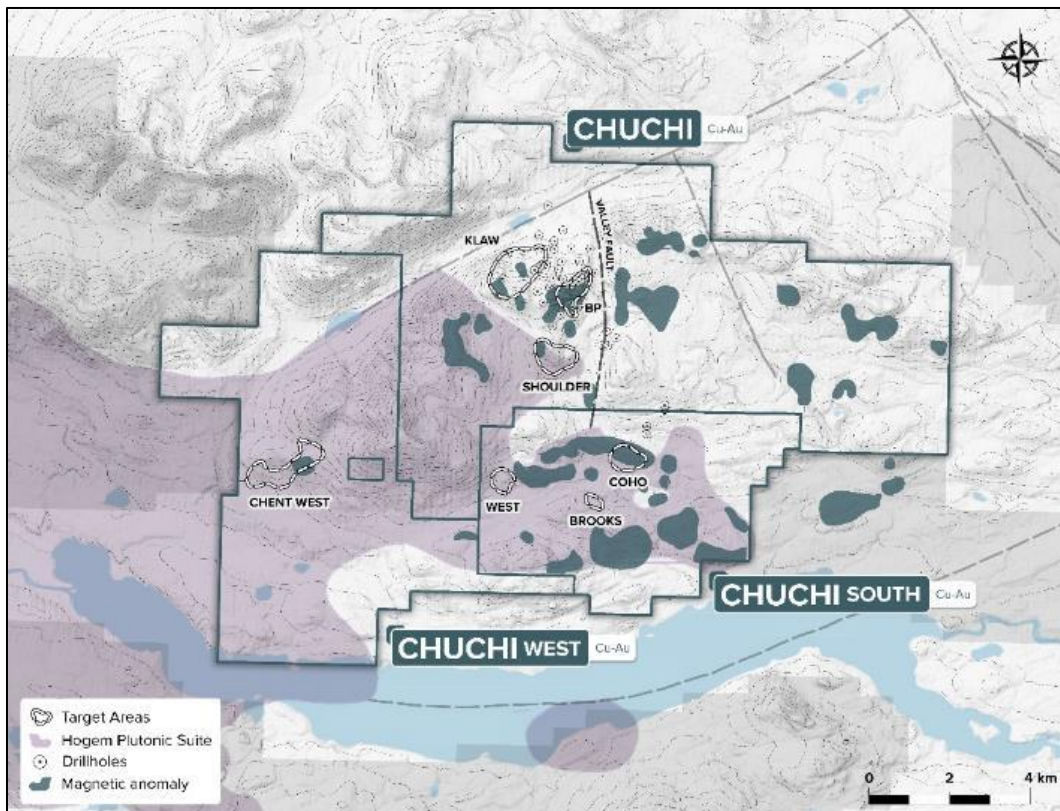 CHUCHI Cu-Au
KLAW
VALLEY FAULT
BP
SHOULDER
CHENT WEST
WEST
COHO
BROOKS
CHUCHI SOUTH Cu-Au
CHUCHI WEST Cu-Au
Target Areas
Hogem Plutonic Suite
Drillholes
Magnetic anomaly
0 2 4 km